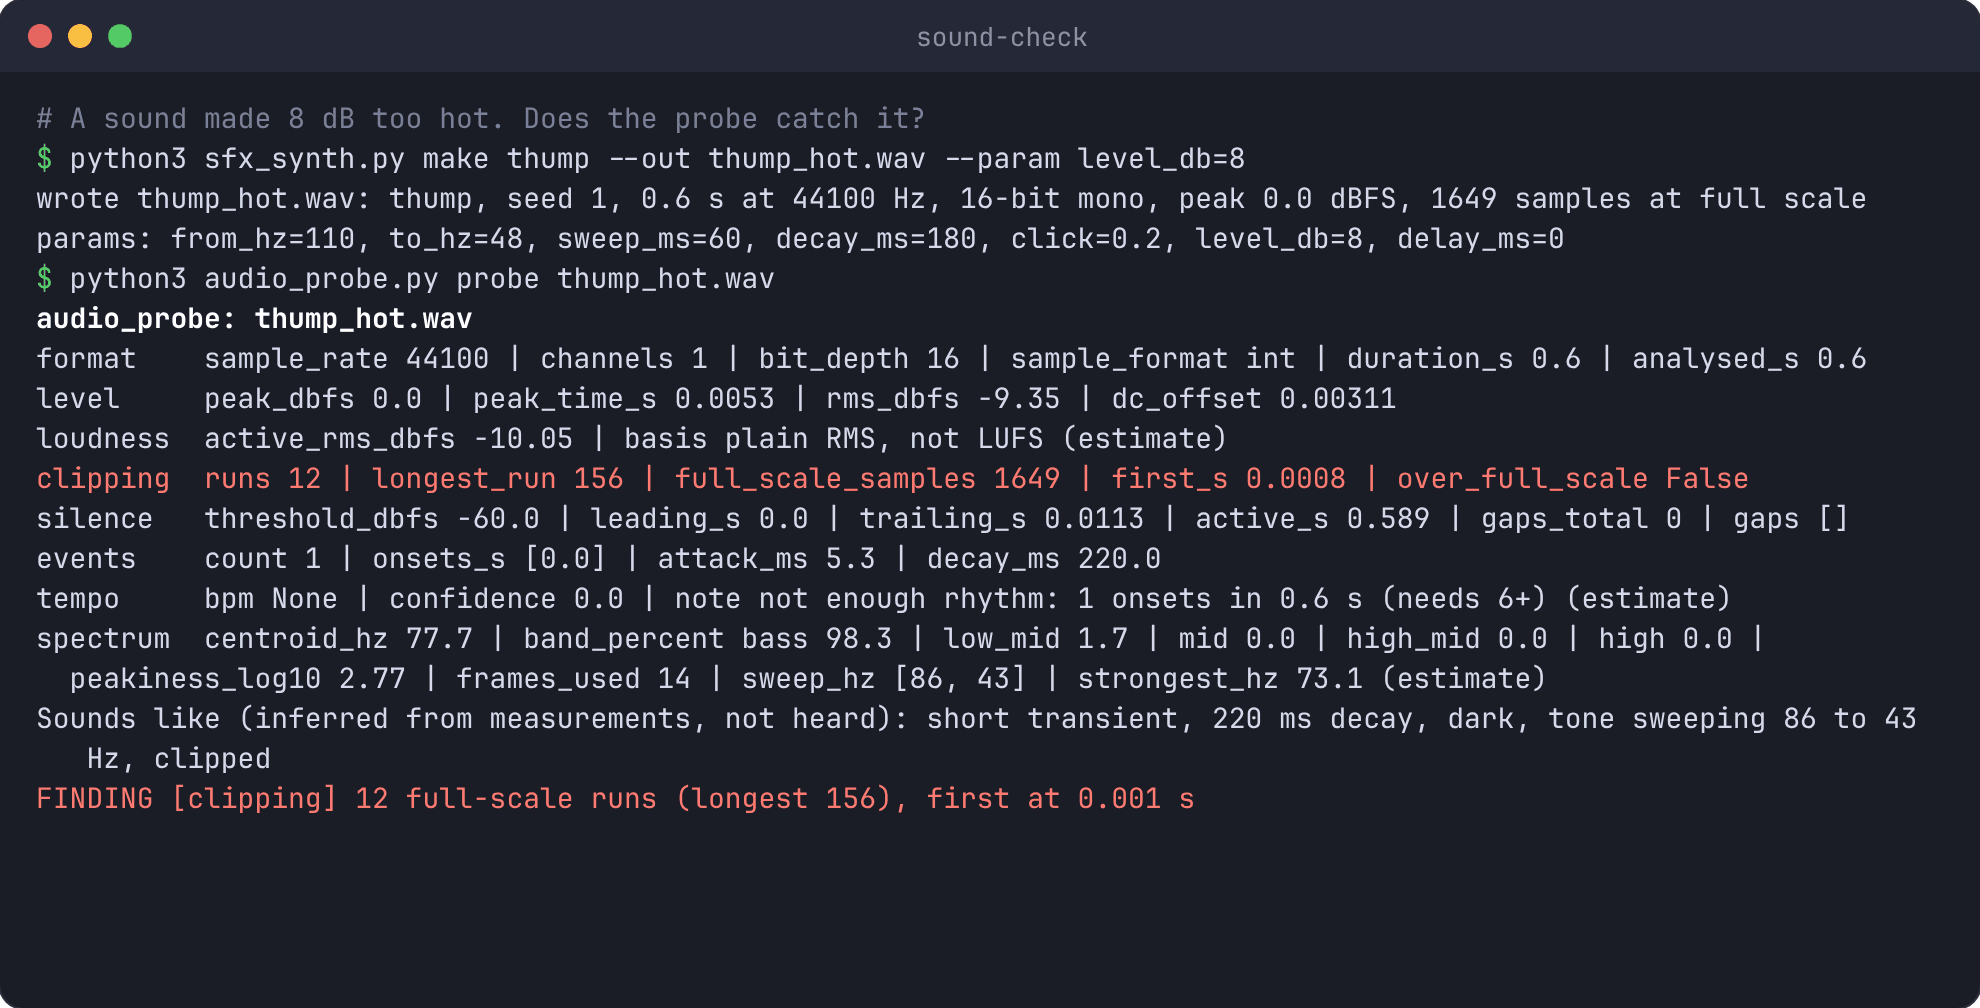 sound-check
# A sound made 8 dB too hot. Does the probe catch it?
$ python3 sfx_synth.py make thump --out thump_hot.wav --param level_db=8
wrote thump_hot.wav: thump, seed 1, 0.6 s at 44100 Hz, 16-bit mono, peak 0.0 dBFS, 1649 samples at full scale
params: from_hz=110, to_hz=48, sweep_ms=60, decay_ms=180, click=0.2, level_db=8, delay_ms=0
$ python3 audio_probe.py probe thump_hot.wav
audio_probe: thump_hot.wav
format    sample_rate 44100 | channels 1 | bit_depth 16 | sample_format int | duration_s 0.6 | analysed_s 0.6
level     peak_dbfs 0.0 | peak_time_s 0.0053 | rms_dbfs -9.35 | dc_offset 0.00311
loudness  active_rms_dbfs -10.05 | basis plain RMS, not LUFS (estimate)
clipping  runs 12 | longest_run 156 | full_scale_samples 1649 | first_s 0.0008 | over_full_scale False
silence   threshold_dbfs -60.0 | leading_s 0.0 | trailing_s 0.0113 | active_s 0.589 | gaps_total 0 | gaps []
events    count 1 | onsets_s [0.0] | attack_ms 5.3 | decay_ms 220.0
tempo     bpm None | confidence 0.0 | note not enough rhythm: 1 onsets in 0.6 s (needs 6+) (estimate)
spectrum  centroid_hz 77.7 | band_percent bass 98.3 | low_mid 1.7 | mid 0.0 | high_mid 0.0 | high 0.0 |
  peakiness_log10 2.77 | frames_used 14 | sweep_hz [86, 43] | strongest_hz 73.1 (estimate)
Sounds like (inferred from measurements, not heard): short transient, 220 ms decay, dark, tone sweeping 86 to 43
   Hz, clipped
FINDING [clipping] 12 full-scale runs (longest 156), first at 0.001 s